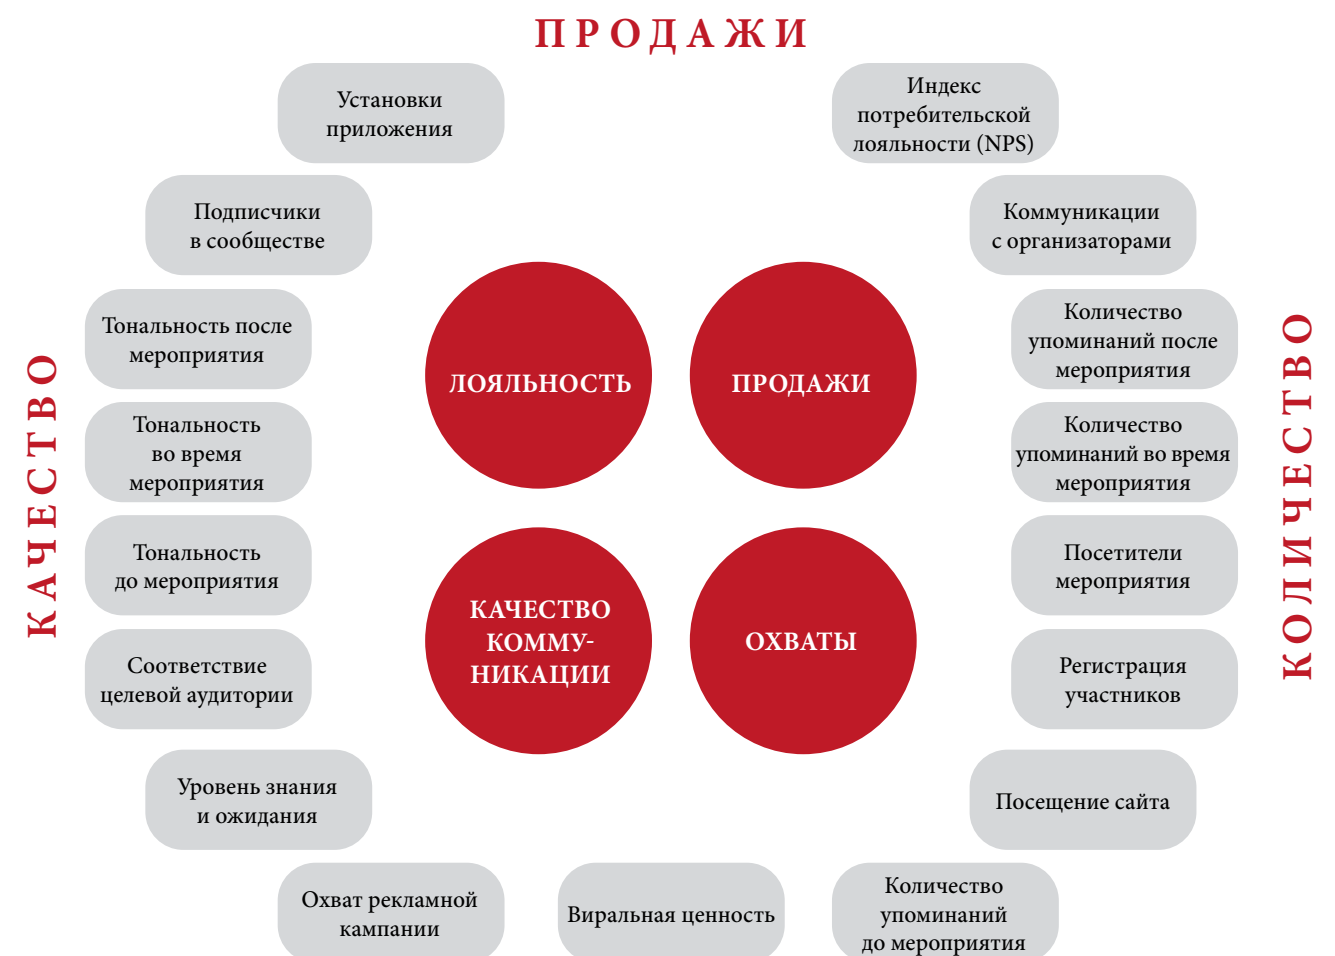 ПРОДАЖИ
Установки
приложения
Индекс
потребительской
лояльности (NPS)
Подписчики
в сообществе
Коммуникации
с организаторами
Тональность после
мероприятия
Количество
упоминаний после
мероприятия
Тональность
во время
мероприятия
Количество
упоминаний во время
мероприятия
Тональность
до мероприятия
Посетители
мероприятия
Соответствие
целевой аудитории
Регистрация
участников
Уровень знания
и ожидания
Посещение сайта
Охват рекламной
кампании
Виральная ценность
Количество
упоминаний
до мероприятия
ЛОЯЛЬНОСТЬ
ПРОДАЖИ
КАЧЕСТВО
КОММУ-
НИКАЦИИ
ОХВАТЫ
КАЧЕСТВО
КОЛИЧЕСТВО